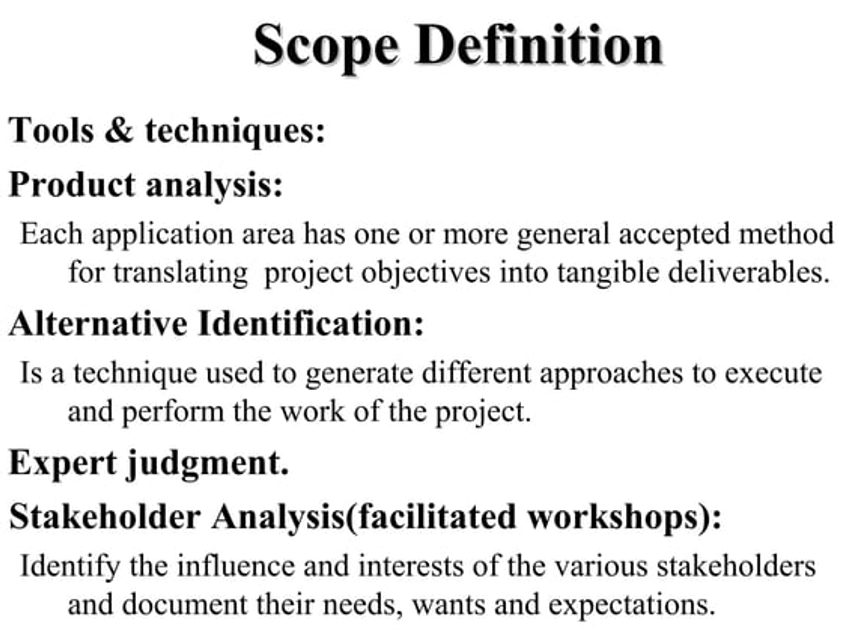 Scope Definition
Tools & techniques:
Product analysis:
Each application area has one or more general accepted method
for translating project objectives into tangible deliverables.
Alternative Identification:
Is a technique used to generate different approaches to execute
and perform the work of the project.
Expert judgment.
Stakeholder Analysis(facilitated workshops):
Identify the influence and interests of the various stakeholders
and document their needs, wants and expectations.